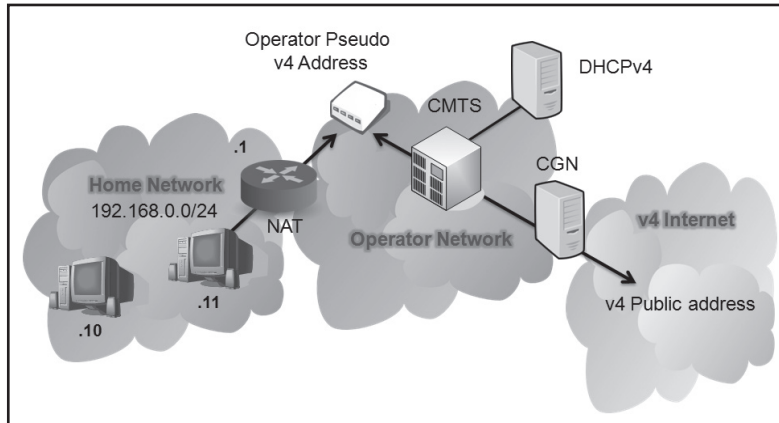 Operator Pseudo
v4 Address
DHCPv4
CMTS
.1
CGN
Home Network
192.168.0.0/24
v4 Internet
NAT
Operator Network
.11
v4 Public address
.10